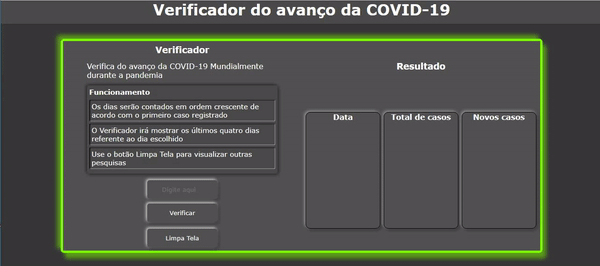 Verificador do avanço da COVID-19
Verificador
Verifica do avanço da COVID-19 Mundialmente
durante a pandemia
Funcionamento
Os dias serão contados em ordem crescente de
acordo com o primeiro caso registrado
O Verificador irá mostrar os últimos quatro dias
referente ao dia escolhido
Use o botão Limpa Tela para visualizar outras
pesquisas
Digite aqui
Verificar
Limpa Tela
Resultado
Data
Total de casos
Novos casos